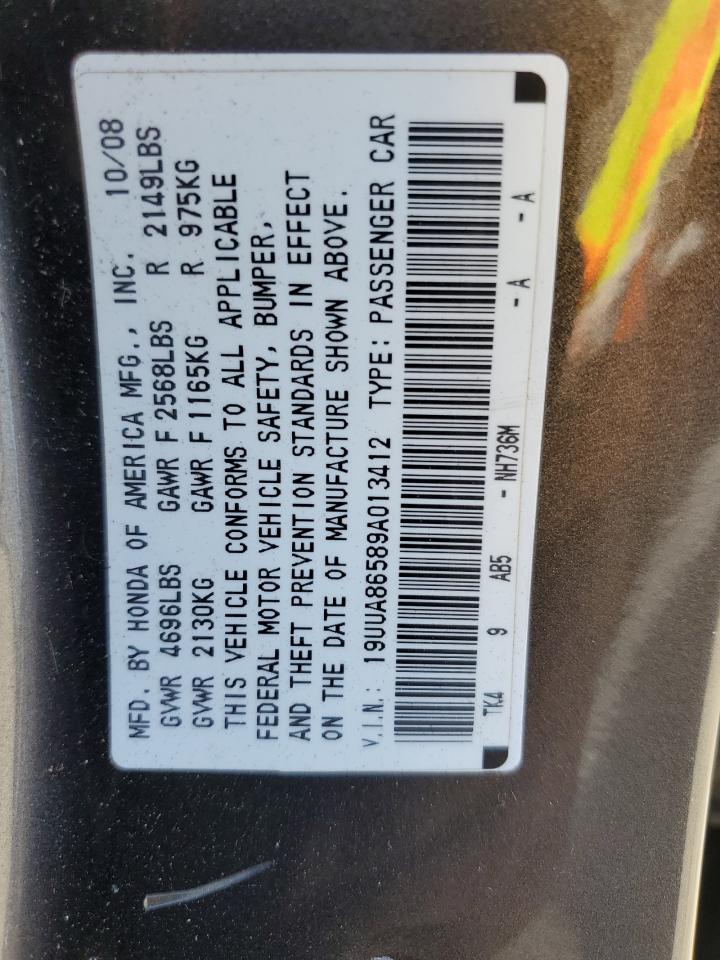 MFD. BY HONDA OF AMERICA MFG., INC. 10/08
GVWR 4696LBS GAWR F 2568LBS R 2149LBS
GVWR 2130KG GAWR F 1165KG R 975KG
THIS VEHICLE CONFORMS TO ALL APPLICABLE
FEDERAL MOTOR VEHICLE SAFETY, BUMPER,
AND THEFT PREVENTION STANDARDS IN EFFECT
ON THE DATE OF MANUFACTURE SHOWN ABOVE.
V.I.N.: 19UUA86589A013412 TYPE: PASSENGER CAR
TK4 9 AB5 - NH736M - A - A